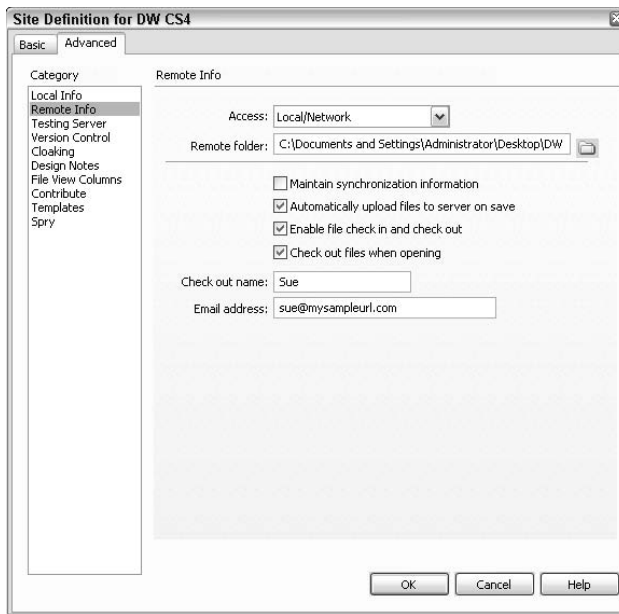 Site Definition for DW CS4
Basic
Advanced
Category
Local Info
Remote Info
Testing Server
Version Control
Cloaking
Design Notes
File View Columns
Contribute
Templates
Spry
Remote Info
Access: Local/Network
Remote folder: C:\Documents and Settings\Administrator\Desktop\DW
Maintain synchronization information
Automatically upload files to server on save
Enable file check in and check out
Check out files when opening
Check out name: Sue
Email address: sue@mysampleurl.com
OK
Cancel
Help